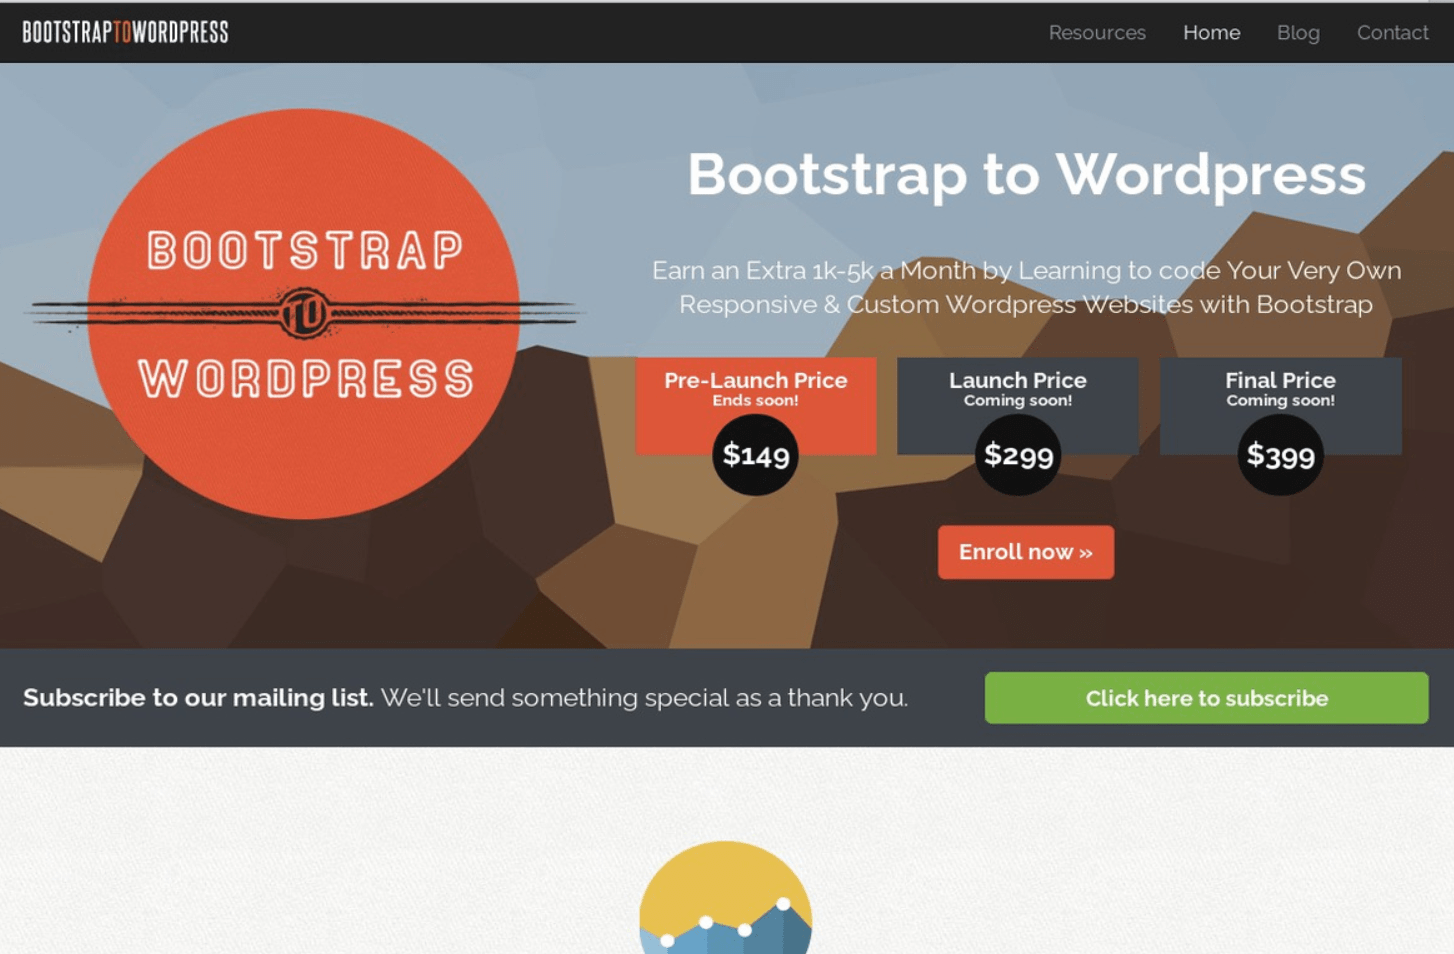 BOOTSTRAPTOWORDPRESS
Resources Home Blog Contact
BOOTSTRAP
TO
WORDPRESS
Bootstrap to Wordpress
Earn an Extra 1k-5k a Month by Learning to code Your Very Own
Responsive & Custom Wordpress Websites with Bootstrap
Pre-Launch Price
Ends soon!
$149
Launch Price
Coming soon!
$299
Final Price
Coming soon!
$399
Enroll now »
Subscribe to our mailing list. We'll send something special as a thank you.
Click here to subscribe